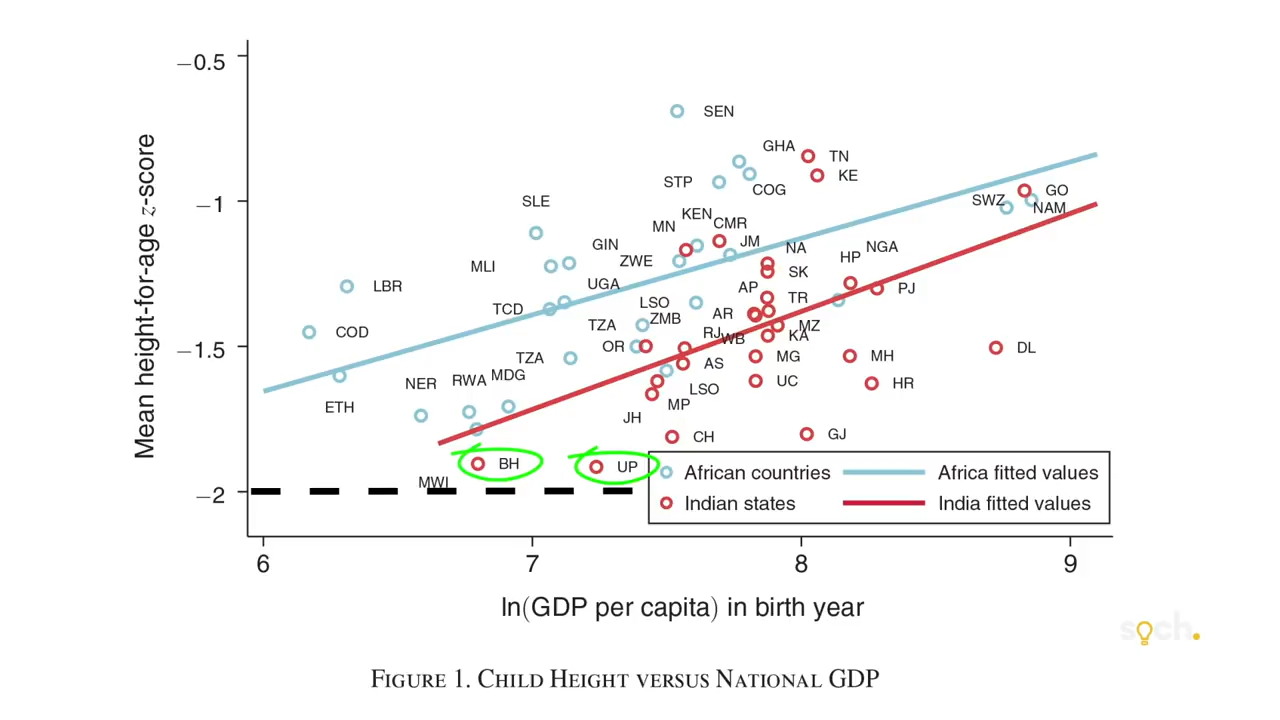 −0.5
−1
−1.5
−2
Mean height-for-age z-score
SEN
GHA
TN
STP
COG
KE
SLE
KEN
CMR
MN
JM
SWZ
GO
NAM
GIN
ZWE
NA
NGA
MLI
HP
SK
LBR
UGA
AP
TR
PJ
TCD
LSO
AR
COD
TZA
ZMB
RJ
WB
MZ
KA
OR
TZA
AS
MG
MH
DL
NER
RWA
MDG
LSO
UC
HR
ETH
MP
JH
CH
GJ
BH
UP
MWI
African countries
Africa fitted values
Indian states
India fitted values
6
7
8
9
ln(GDP per capita) in birth year
soch.
FIGURE 1. CHILD HEIGHT VERSUS NATIONAL GDP